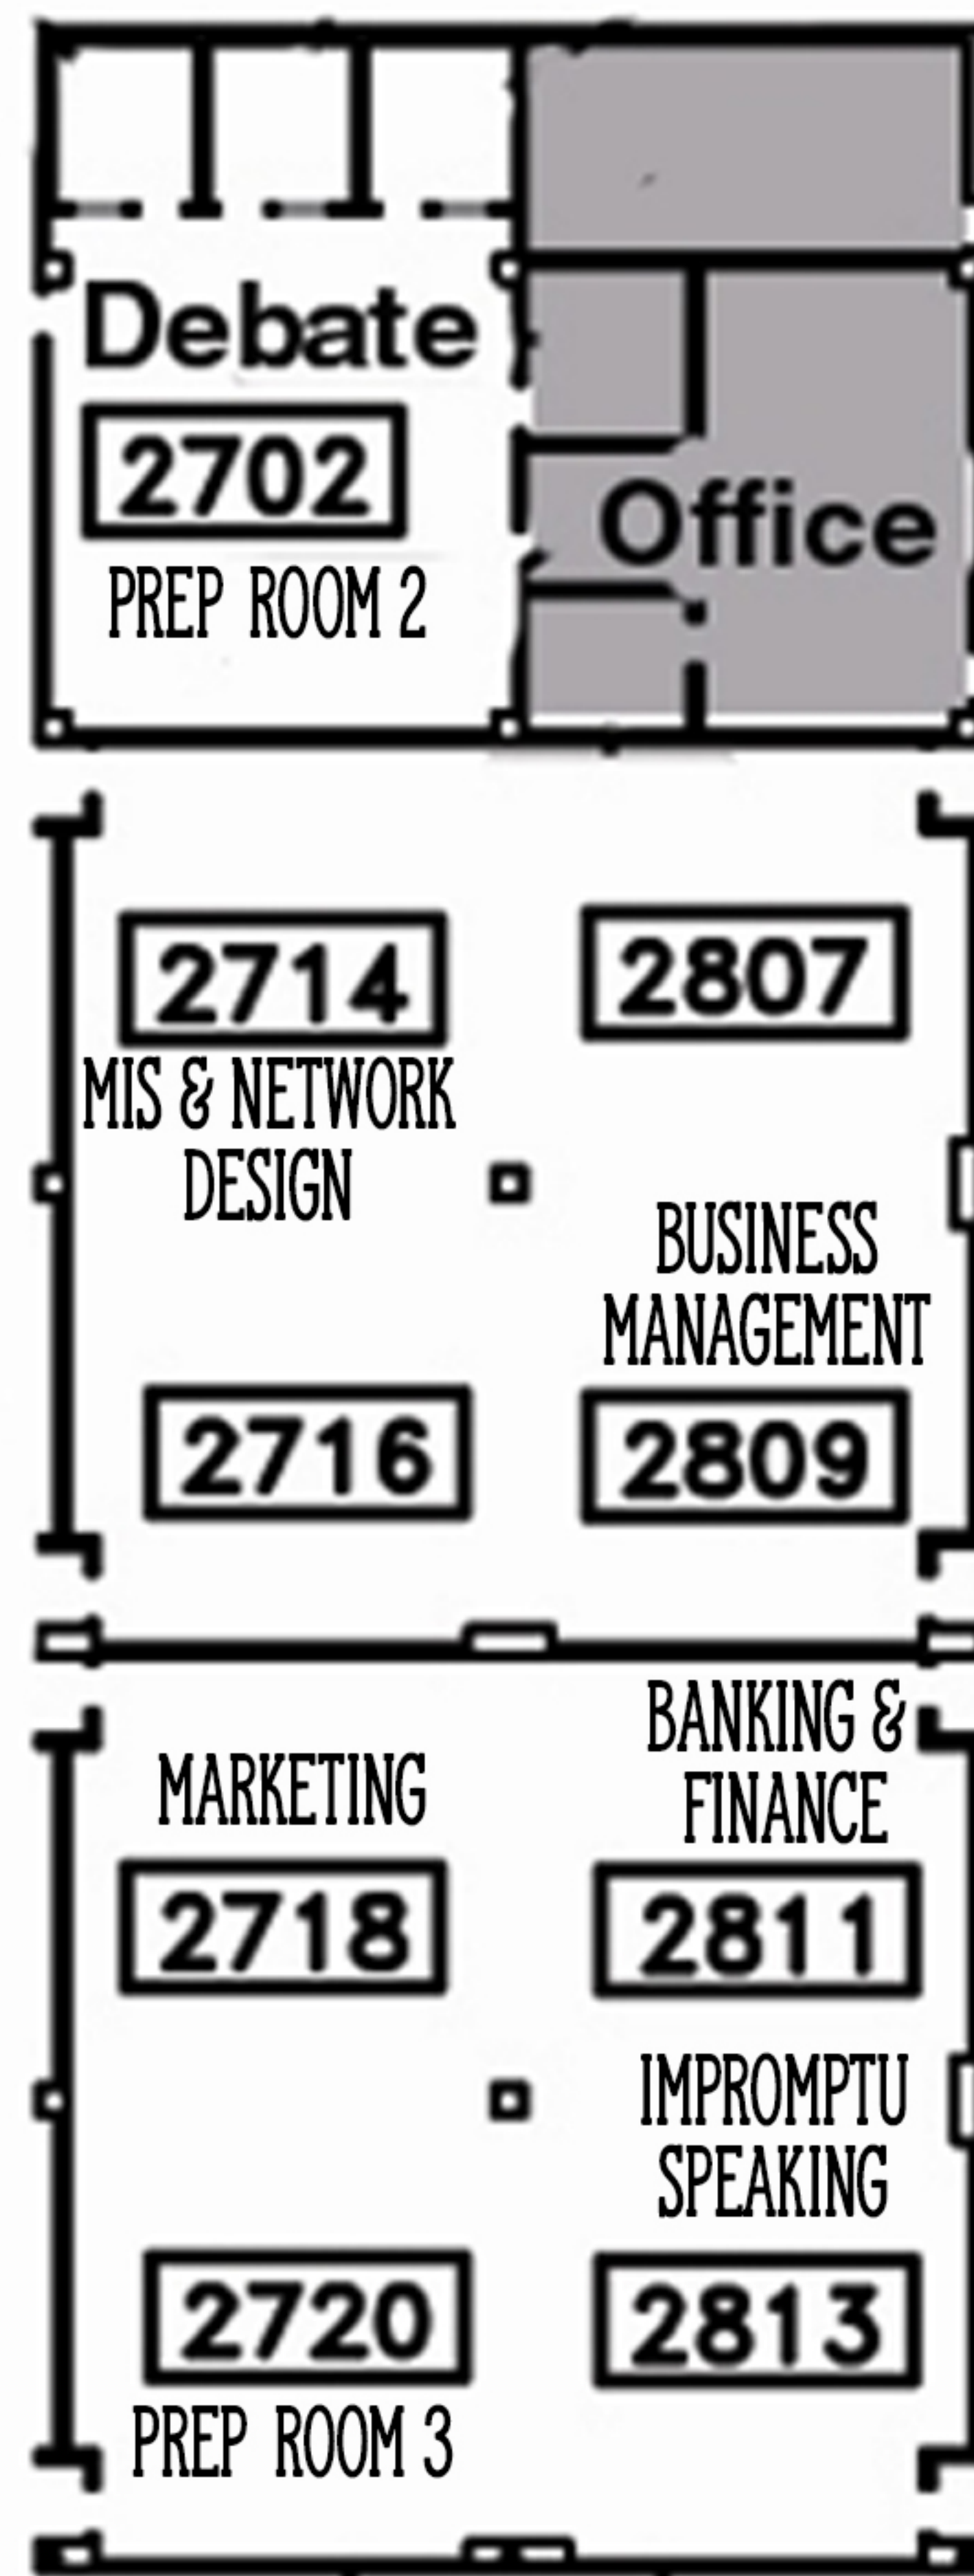 Debate
2702
PREP ROOM 2
Office
2714
MIS & NETWORK
DESIGN
2807
BUSINESS
MANAGEMENT
2716
2809
MARKETING
2718
BANKING &
FINANCE
2811
IMPROMPTU
SPEAKING
2720
PREP ROOM 3
2813